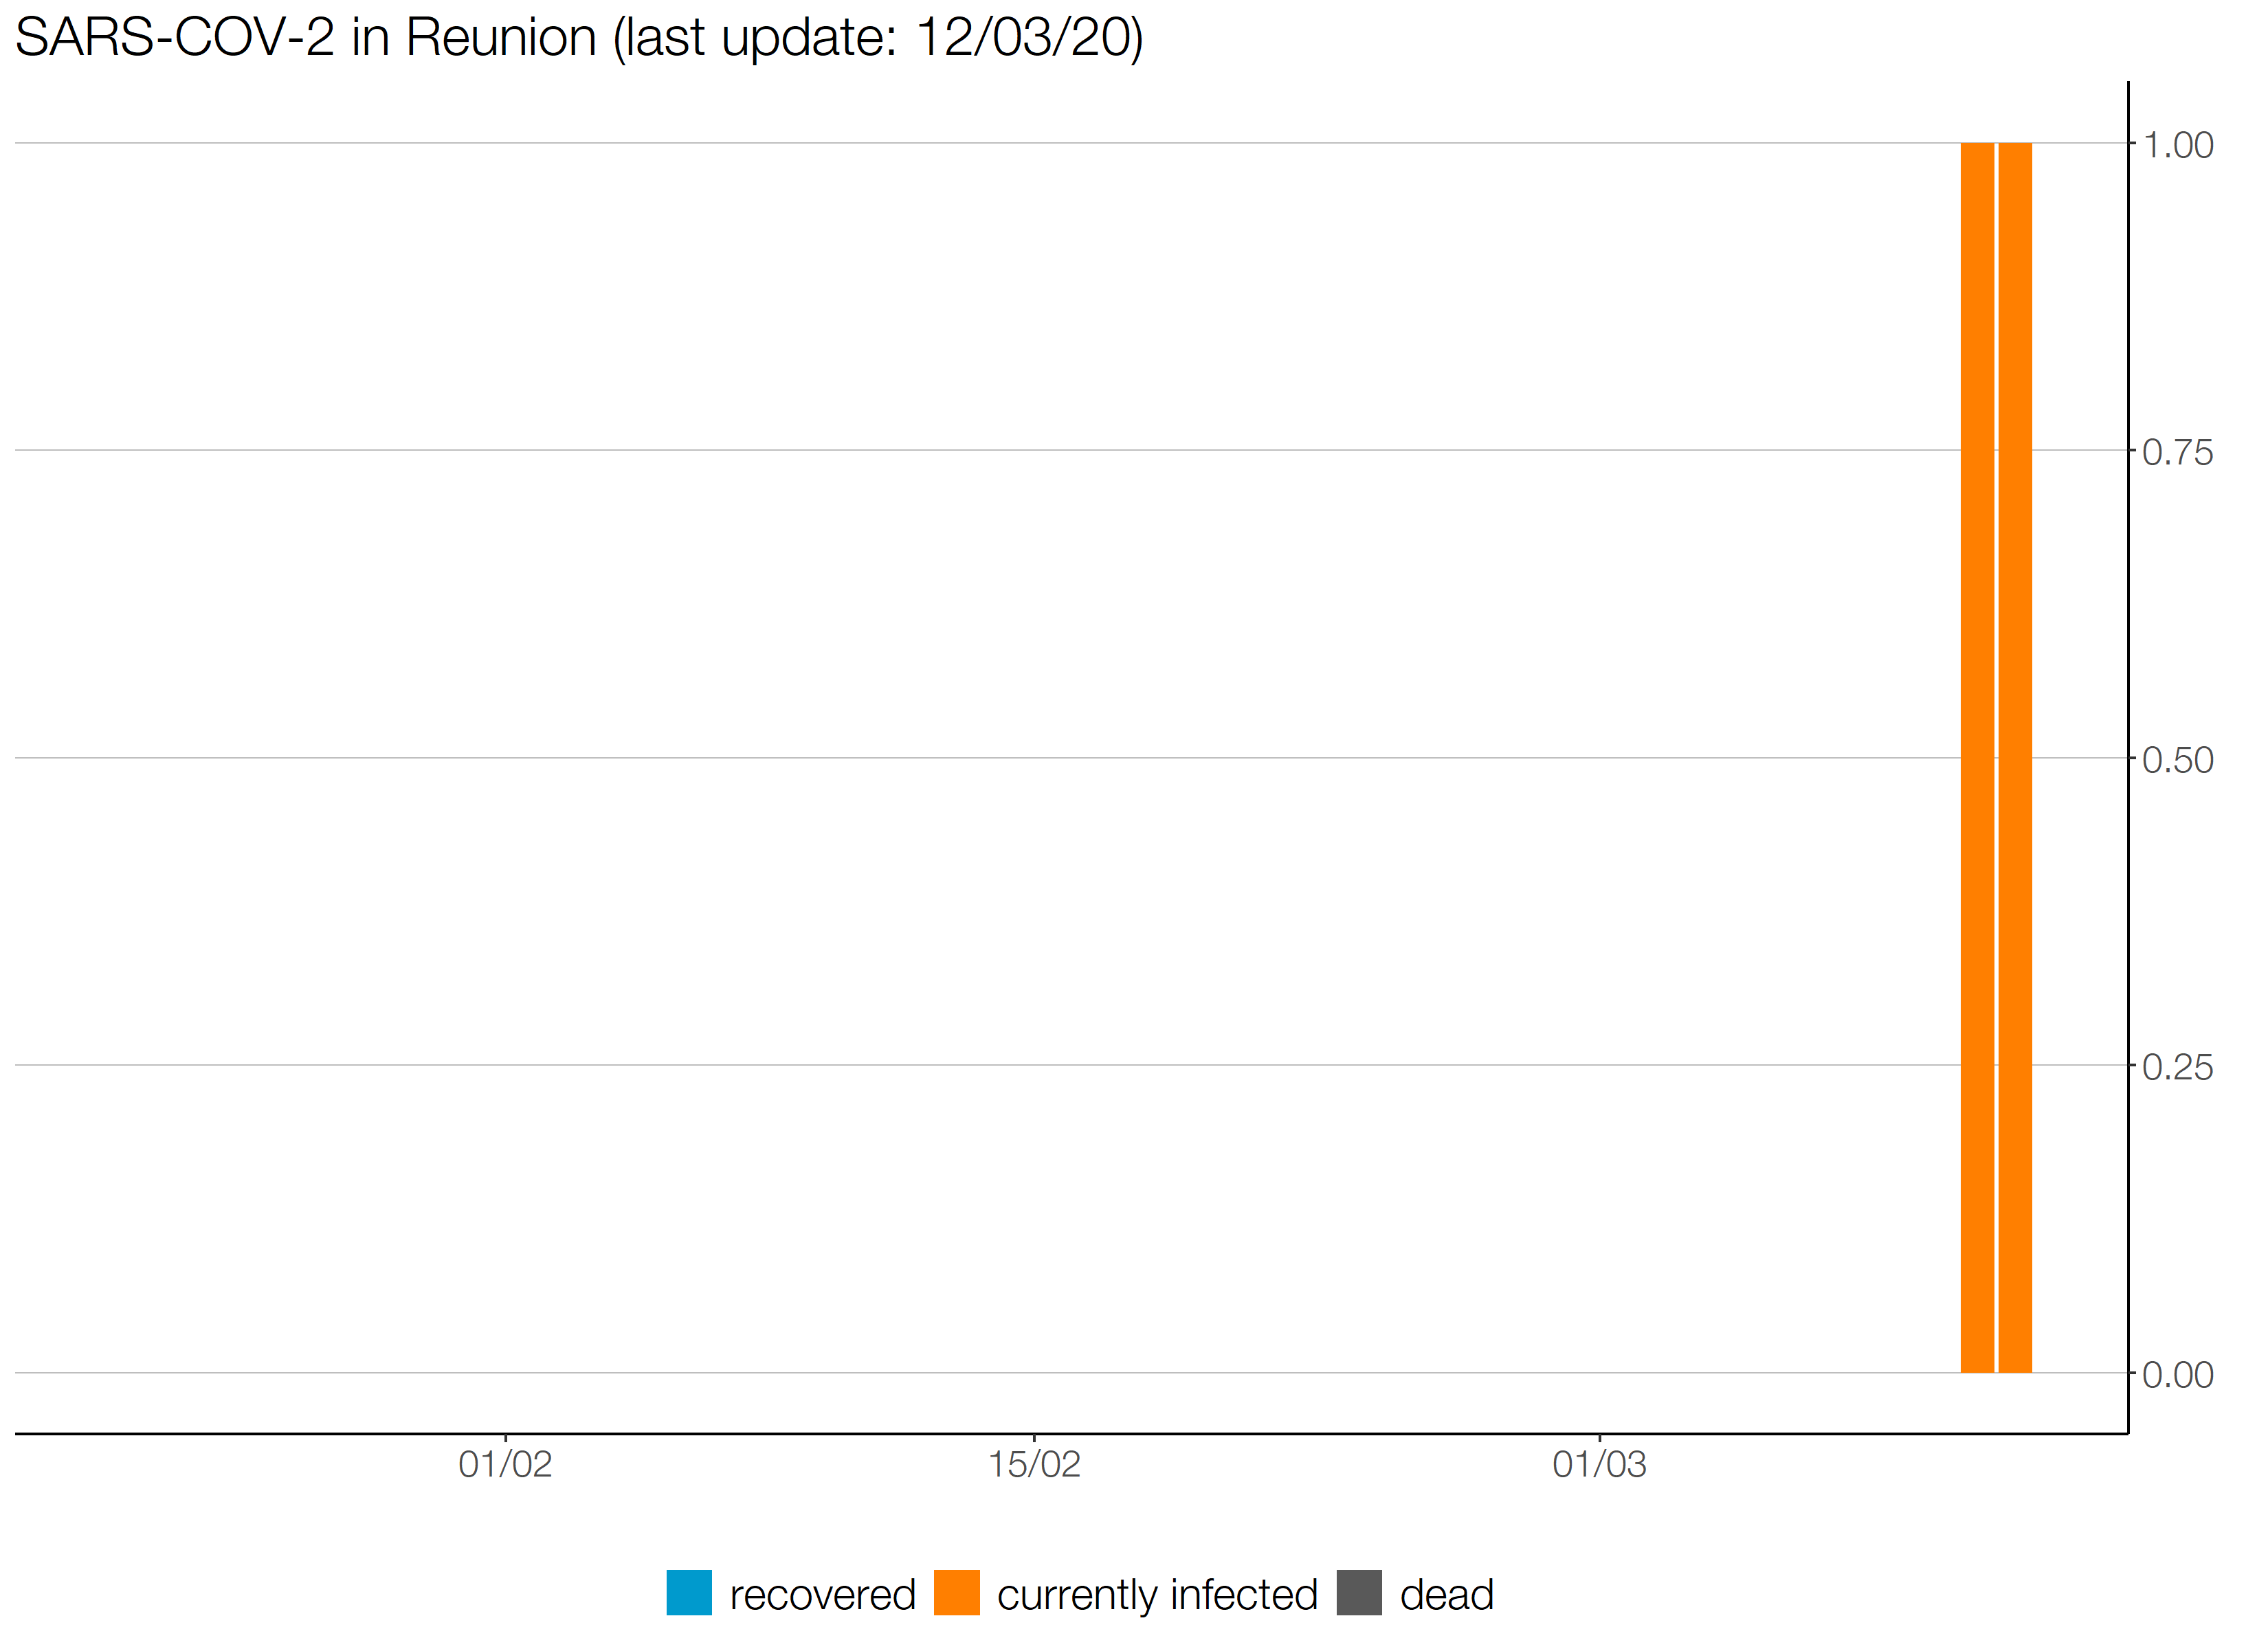 SARS-COV-2 in Reunion (last update: 12/03/20)
1.00
0.75
0.50
0.25
0.00
01/02 15/02 01/03
recovered currently infected dead